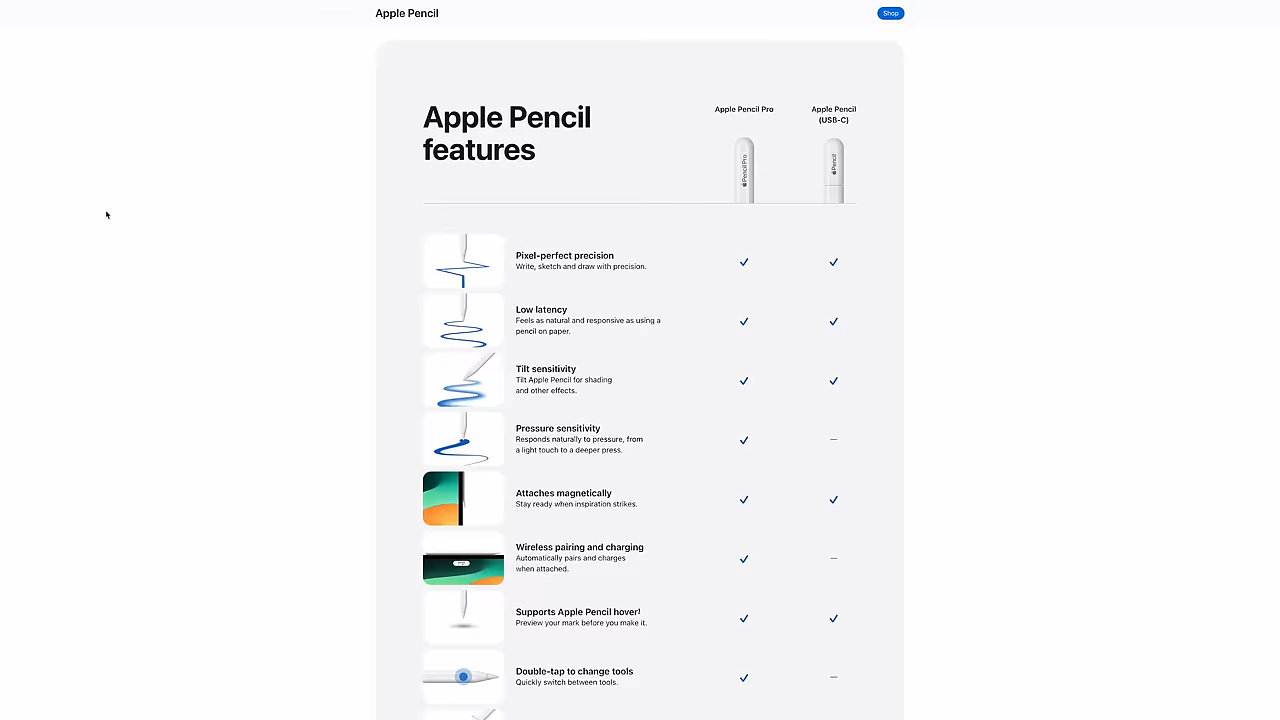 Apple Pencil
Shop
Apple Pencil
features
Apple Pencil Pro
Apple Pencil
(USB-C)
Pencil Pro
Pencil
Pixel-perfect precision
Write, sketch and draw with precision.
Low latency
Feels as natural and responsive as using a
pencil on paper.
Tilt sensitivity
Tilt Apple Pencil for shading
and other effects.
Pressure sensitivity
Responds naturally to pressure, from
a light touch to a deeper press.
Attaches magnetically
Stay ready when inspiration strikes.
Wireless pairing and charging
Automatically pairs and charges
when attached.
Supports Apple Pencil hover¹
Preview your mark before you make it.
Double-tap to change tools
Quickly switch between tools.